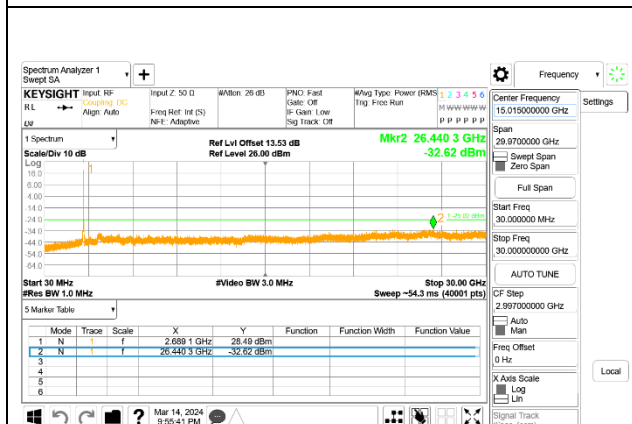 Spectrum Analyzer 1
Swept SA
+
Frequency
KEYSIGHT
Input: RF
Coupling: DC
Align: Auto
Input Z: 50 Ω
Freq Ref: Int (S)
NFE: Adaptive
#Atten: 26 dB
PNO: Fast
Gate: Off
IF Gain: Low
Sig Track: Off
#Avg Type: Power (RMS
Trig: Free Run
1 2 3 4 5 6
M W W W W W
P P P P P P
RL
Center Frequency
15.015000000 GHz
Settings
Span
29.9700000 GHz
Swept Span
Zero Span
Full Span
Start Freq
30.000000 MHz
Stop Freq
30.000000000 GHz
AUTO TUNE
CF Step
2.997000000 GHz
Auto
Man
Freq Offset
0 Hz
X Axis Scale
Log
Lin
Signal Track
Local
1 Spectrum
Scale/Div 10 dB
Log
Ref Lvl Offset 13.53 dB
Ref Level 26.00 dBm
Mkr2 26.440 3 GHz
-32.62 dBm
16.0
6.00
-4.00
-14.0
-24.0
-34.0
-44.0
-54.0
-64.0
1
2
Start 30 MHz
#Res BW 1.0 MHz
#Video BW 3.0 MHz
Stop 30.00 GHz
Sweep ~54.3 ms (40001 pts)
5 Marker Table
Mode Trace Scale X Y Function Function Width Function Value
1 N 1 f 2.689 1 GHz 28.49 dBm
2 N 1 f 26.440 3 GHz -32.62 dBm
3
4
5
6
?
Mar 14, 2024
9:55:41 PM